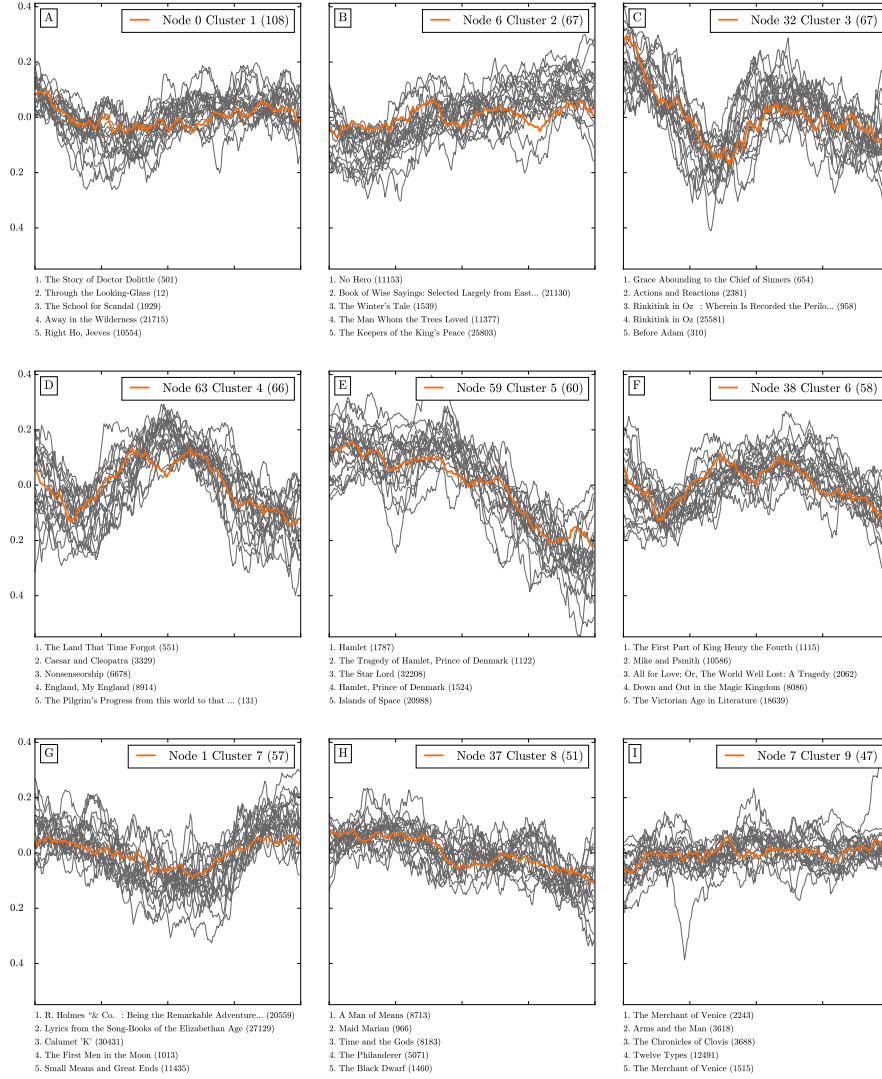 A
Node 0 Cluster 1 (108)
B
Node 6 Cluster 2 (67)
C
Node 32 Cluster 3 (67)
0.4
0.2
0.0
0.2
0.4
1. The Story of Doctor Dolittle (501)
2. Through the Looking-Glass (12)
3. The School for Scandal (1929)
4. Away in the Wilderness (21715)
5. Right Ho, Jeeves (10554)
1. No Hero (11153)
2. Book of Wise Sayings: Selected Largely from East... (21130)
3. The Winter's Tale (1539)
4. The Man Whom the Trees Loved (11377)
5. The Keepers of the King's Peace (25803)
1. Grace Abounding to the Chief of Sinners (654)
2. Actions and Reactions (2381)
3. Rinkitink in Oz : Wherein Is Recorded the Perilo... (958)
4. Rinkitink in Oz (25581)
5. Before Adam (310)
D
Node 63 Cluster 4 (66)
E
Node 59 Cluster 5 (60)
F
Node 38 Cluster 6 (58)
0.4
0.2
0.0
0.2
0.4
1. The Land That Time Forgot (551)
2. Caesar and Cleopatra (3329)
3. Nonsenseorship (6678)
4. England, My England (8914)
5. The Pilgrim's Progress from this world to that ... (131)
1. Hamlet (1787)
2. The Tragedy of Hamlet, Prince of Denmark (1122)
3. The Star Lord (32208)
4. Hamlet, Prince of Denmark (1524)
5. Islands of Space (20988)
1. The First Part of King Henry the Fourth (1115)
2. Mike and Psmith (10586)
3. All for Love; Or, The World Well Lost: A Tragedy (2062)
4. Down and Out in the Magic Kingdom (8086)
5. The Victorian Age in Literature (18639)
G
Node 1 Cluster 7 (57)
H
Node 37 Cluster 8 (51)
I
Node 7 Cluster 9 (47)
0.4
0.2
0.0
0.2
0.4
1. R. Holmes “& Co. : Being the Remarkable Adventure... (20559)
2. Lyrics from the Song-Books of the Elizabethan Age (27129)
3. Calumet 'K' (30431)
4. The First Men in the Moon (1013)
5. Small Means and Great Ends (11435)
1. A Man of Means (8713)
2. Maid Marian (966)
3. Time and the Gods (8183)
4. The Philanderer (5071)
5. The Black Dwarf (1460)
1. The Merchant of Venice (2243)
2. Arms and the Man (3618)
3. The Chronicles of Clovis (3688)
4. Twelve Types (12491)
5. The Merchant of Venice (1515)